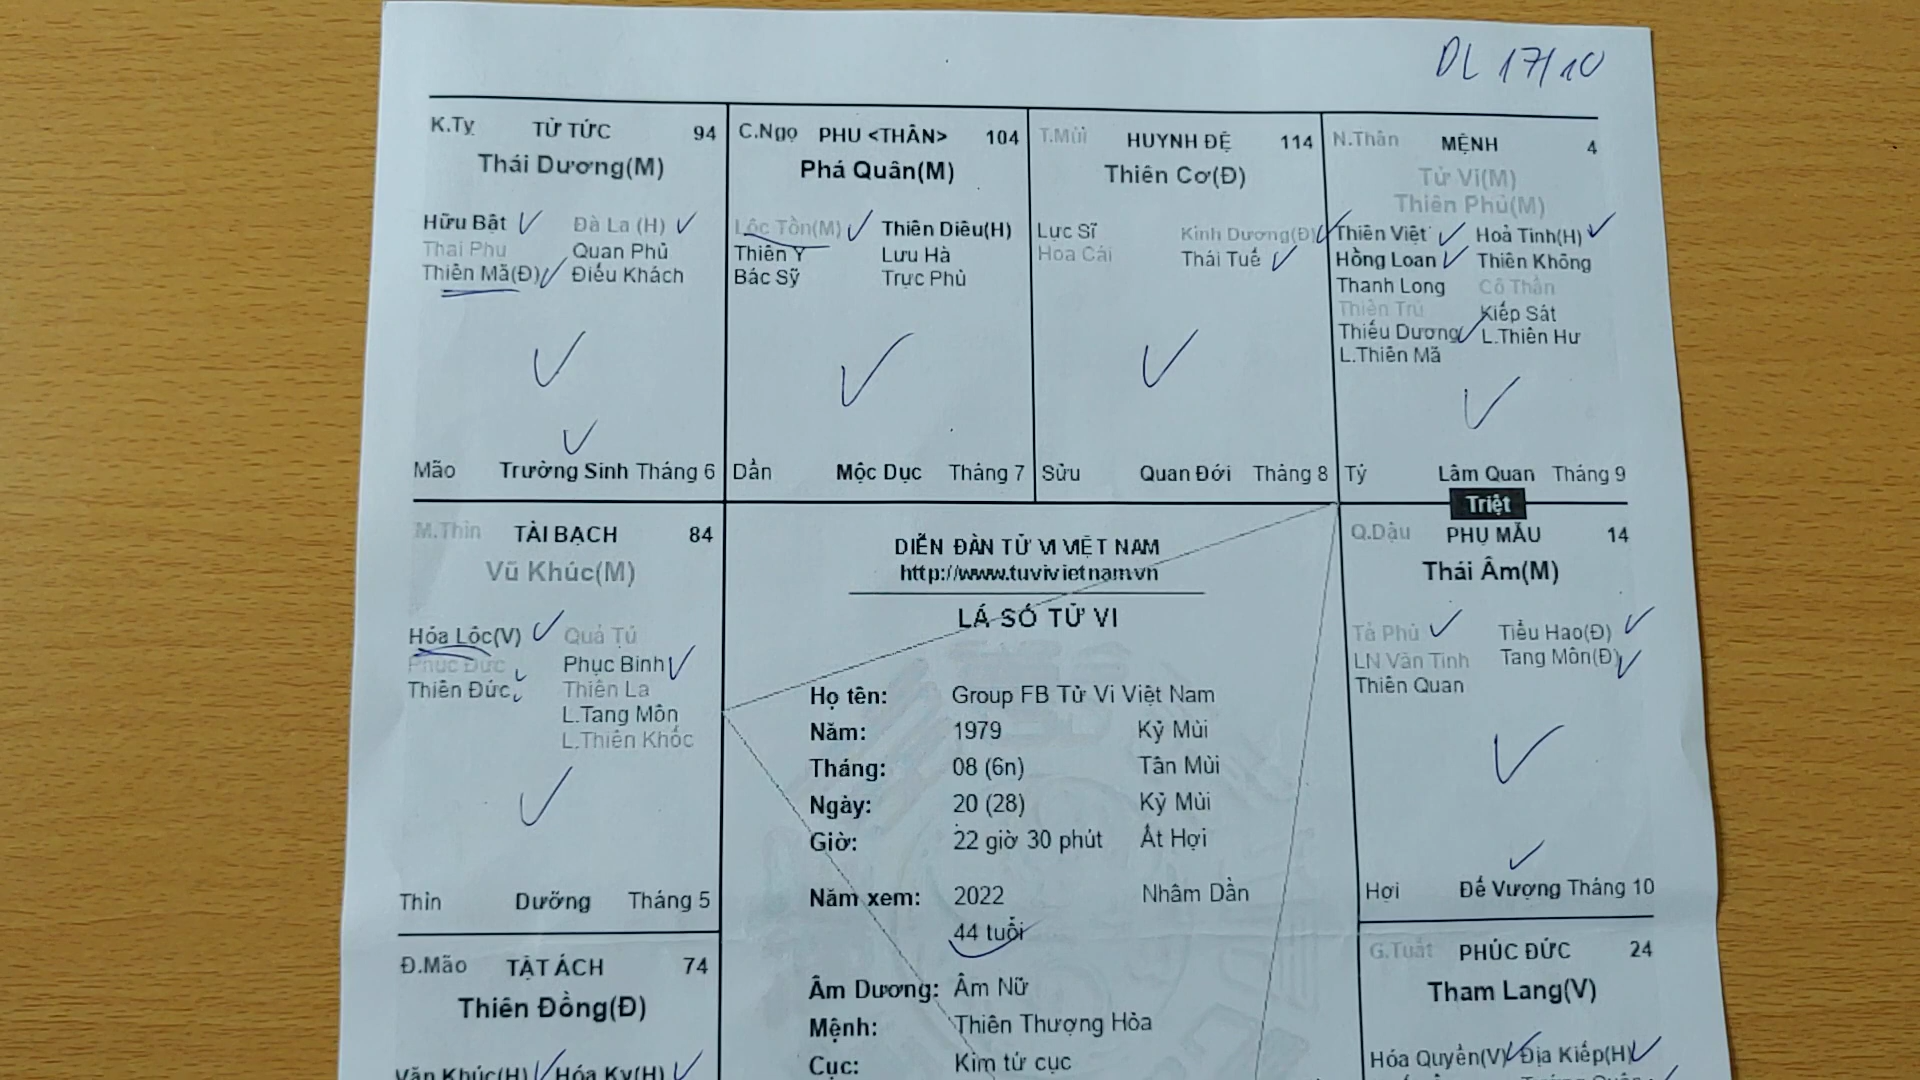 DL 17/10
K.Tỵ TỬ TỨC 94
Thái Dương(M)
Hữu Bật Đà La (H)
Thai Phụ Quan Phủ
Thiên Mã(Đ) Điếu Khách
Mão Trường Sinh Tháng 6
C.Ngọ PHU <THÂN> 104
Phá Quân(M)
Lộc Tồn(M) Thiên Diêu(H)
Thiên Y Lưu Hà
Bác Sỹ Trực Phù
Dần Mộc Dục Tháng 7
T.Mùi HUYNH ĐỆ 114
Thiên Cơ(Đ)
Lực Sĩ Kình Dương(Đ)
Hoa Cái Thái Tuế
Sửu Quan Đới Tháng 8
N.Thân MỆNH 4
Tử Vi(M)
Thiên Phủ(M)
Thiên Việt Hoả Tinh(H)
Hồng Loan Thiên Không
Thanh Long Cô Thần
Thiên Trù Kiếp Sát
Thiếu Dương L.Thiên Hư
L.Thiên Mã
Tý Lâm Quan Tháng 9
Triệt
M.Thìn TÀI BẠCH 84
Vũ Khúc(M)
Hóa Lộc(V) Quả Tú
Phúc Đức Phục Binh
Thiên Đức Thiên La
L.Tang Môn
L.Thiên Khốc
Thìn Dưỡng Tháng 5
DIỄN ĐÀN TỬ VI VIỆT NAM
http://www.tuvivietnam.vn
LÁ SỐ TỬ VI
Họ tên: Group FB Tử Vi Việt Nam
Năm: 1979 Kỷ Mùi
Tháng: 08 (6n) Tân Mùi
Ngày: 20 (28) Kỷ Mùi
Giờ: 22 giờ 30 phút Ất Hợi
Năm xem: 2022 Nhâm Dần
44 tuổi
Âm Dương: Âm Nữ
Mệnh: Thiên Thượng Hỏa
Cục: Kim tứ cục
Q.Dậu PHỤ MẪU 14
Thái Âm(M)
Tả Phù Tiểu Hao(Đ)
LN Văn Tinh Tang Môn(Đ)
Thiên Quan
Hợi Đế Vượng Tháng 10
Đ.Mão TẬT ÁCH 74
Thiên Đồng(Đ)
Văn Khúc(H) Hóa Kỵ(H)
G.Tuất PHÚC ĐỨC 24
Tham Lang(V)
Hóa Quyền(V) Địa Kiếp(H)